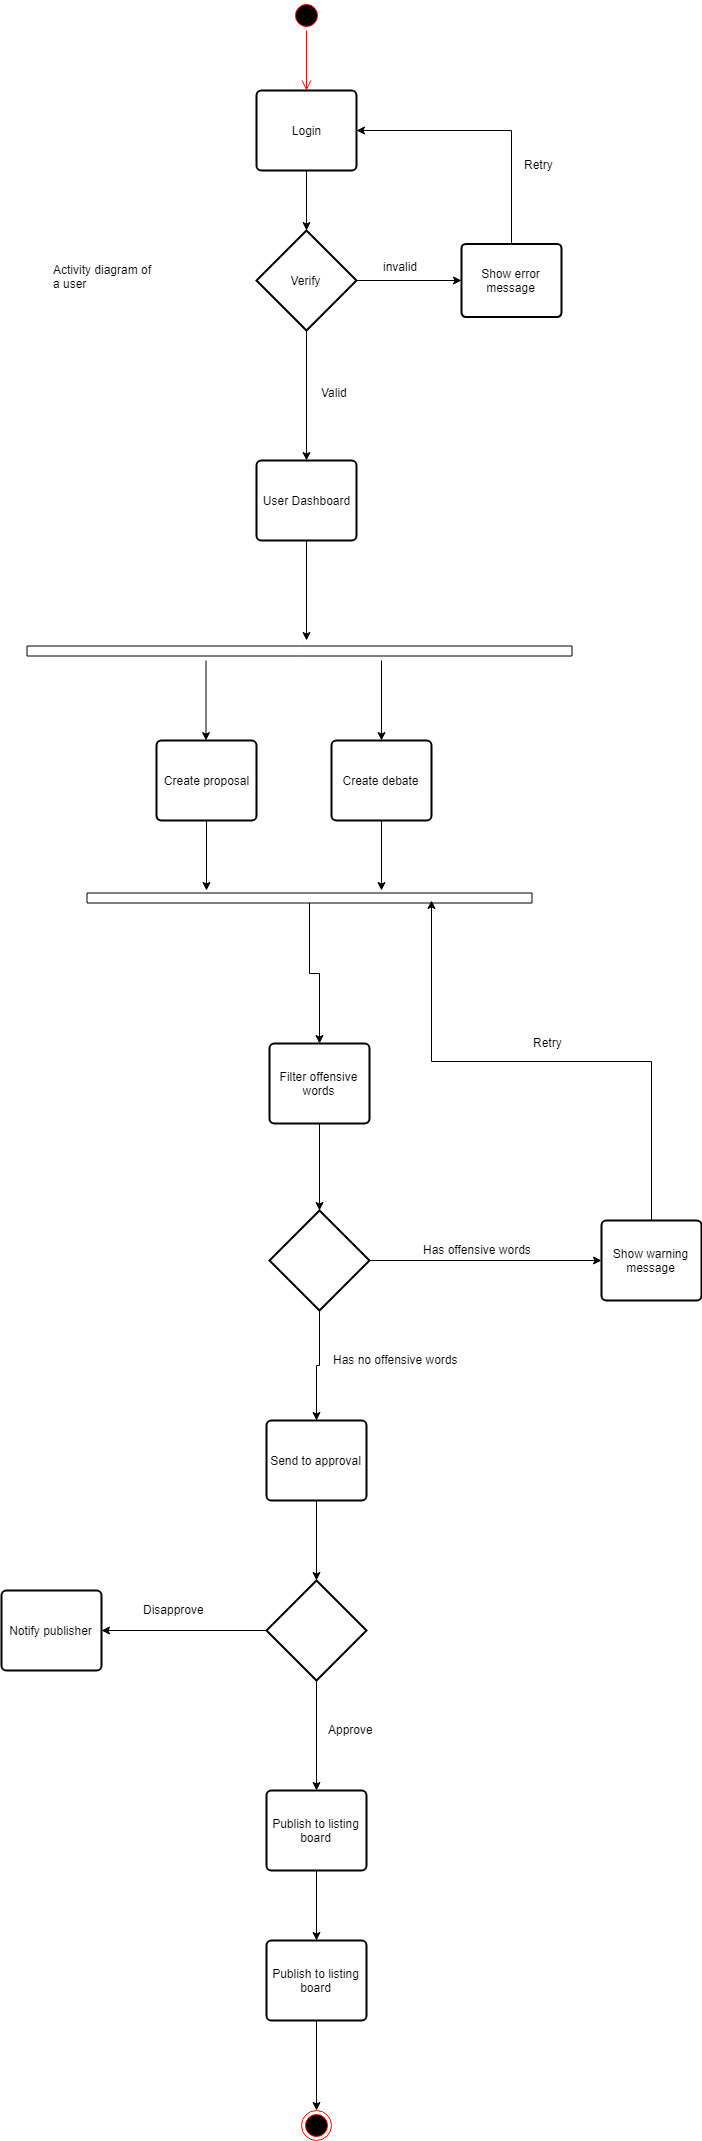 Login
Retry
Activity diagram of
a user
Verify
invalid
Show error
message
Valid
User Dashboard
Create proposal
Create debate
Retry
Filter offensive
words
Has offensive words
Show warning
message
Has no offensive words
Send to approval
Disapprove
Notify publisher
Approve
Publish to listing
board
Publish to listing
board